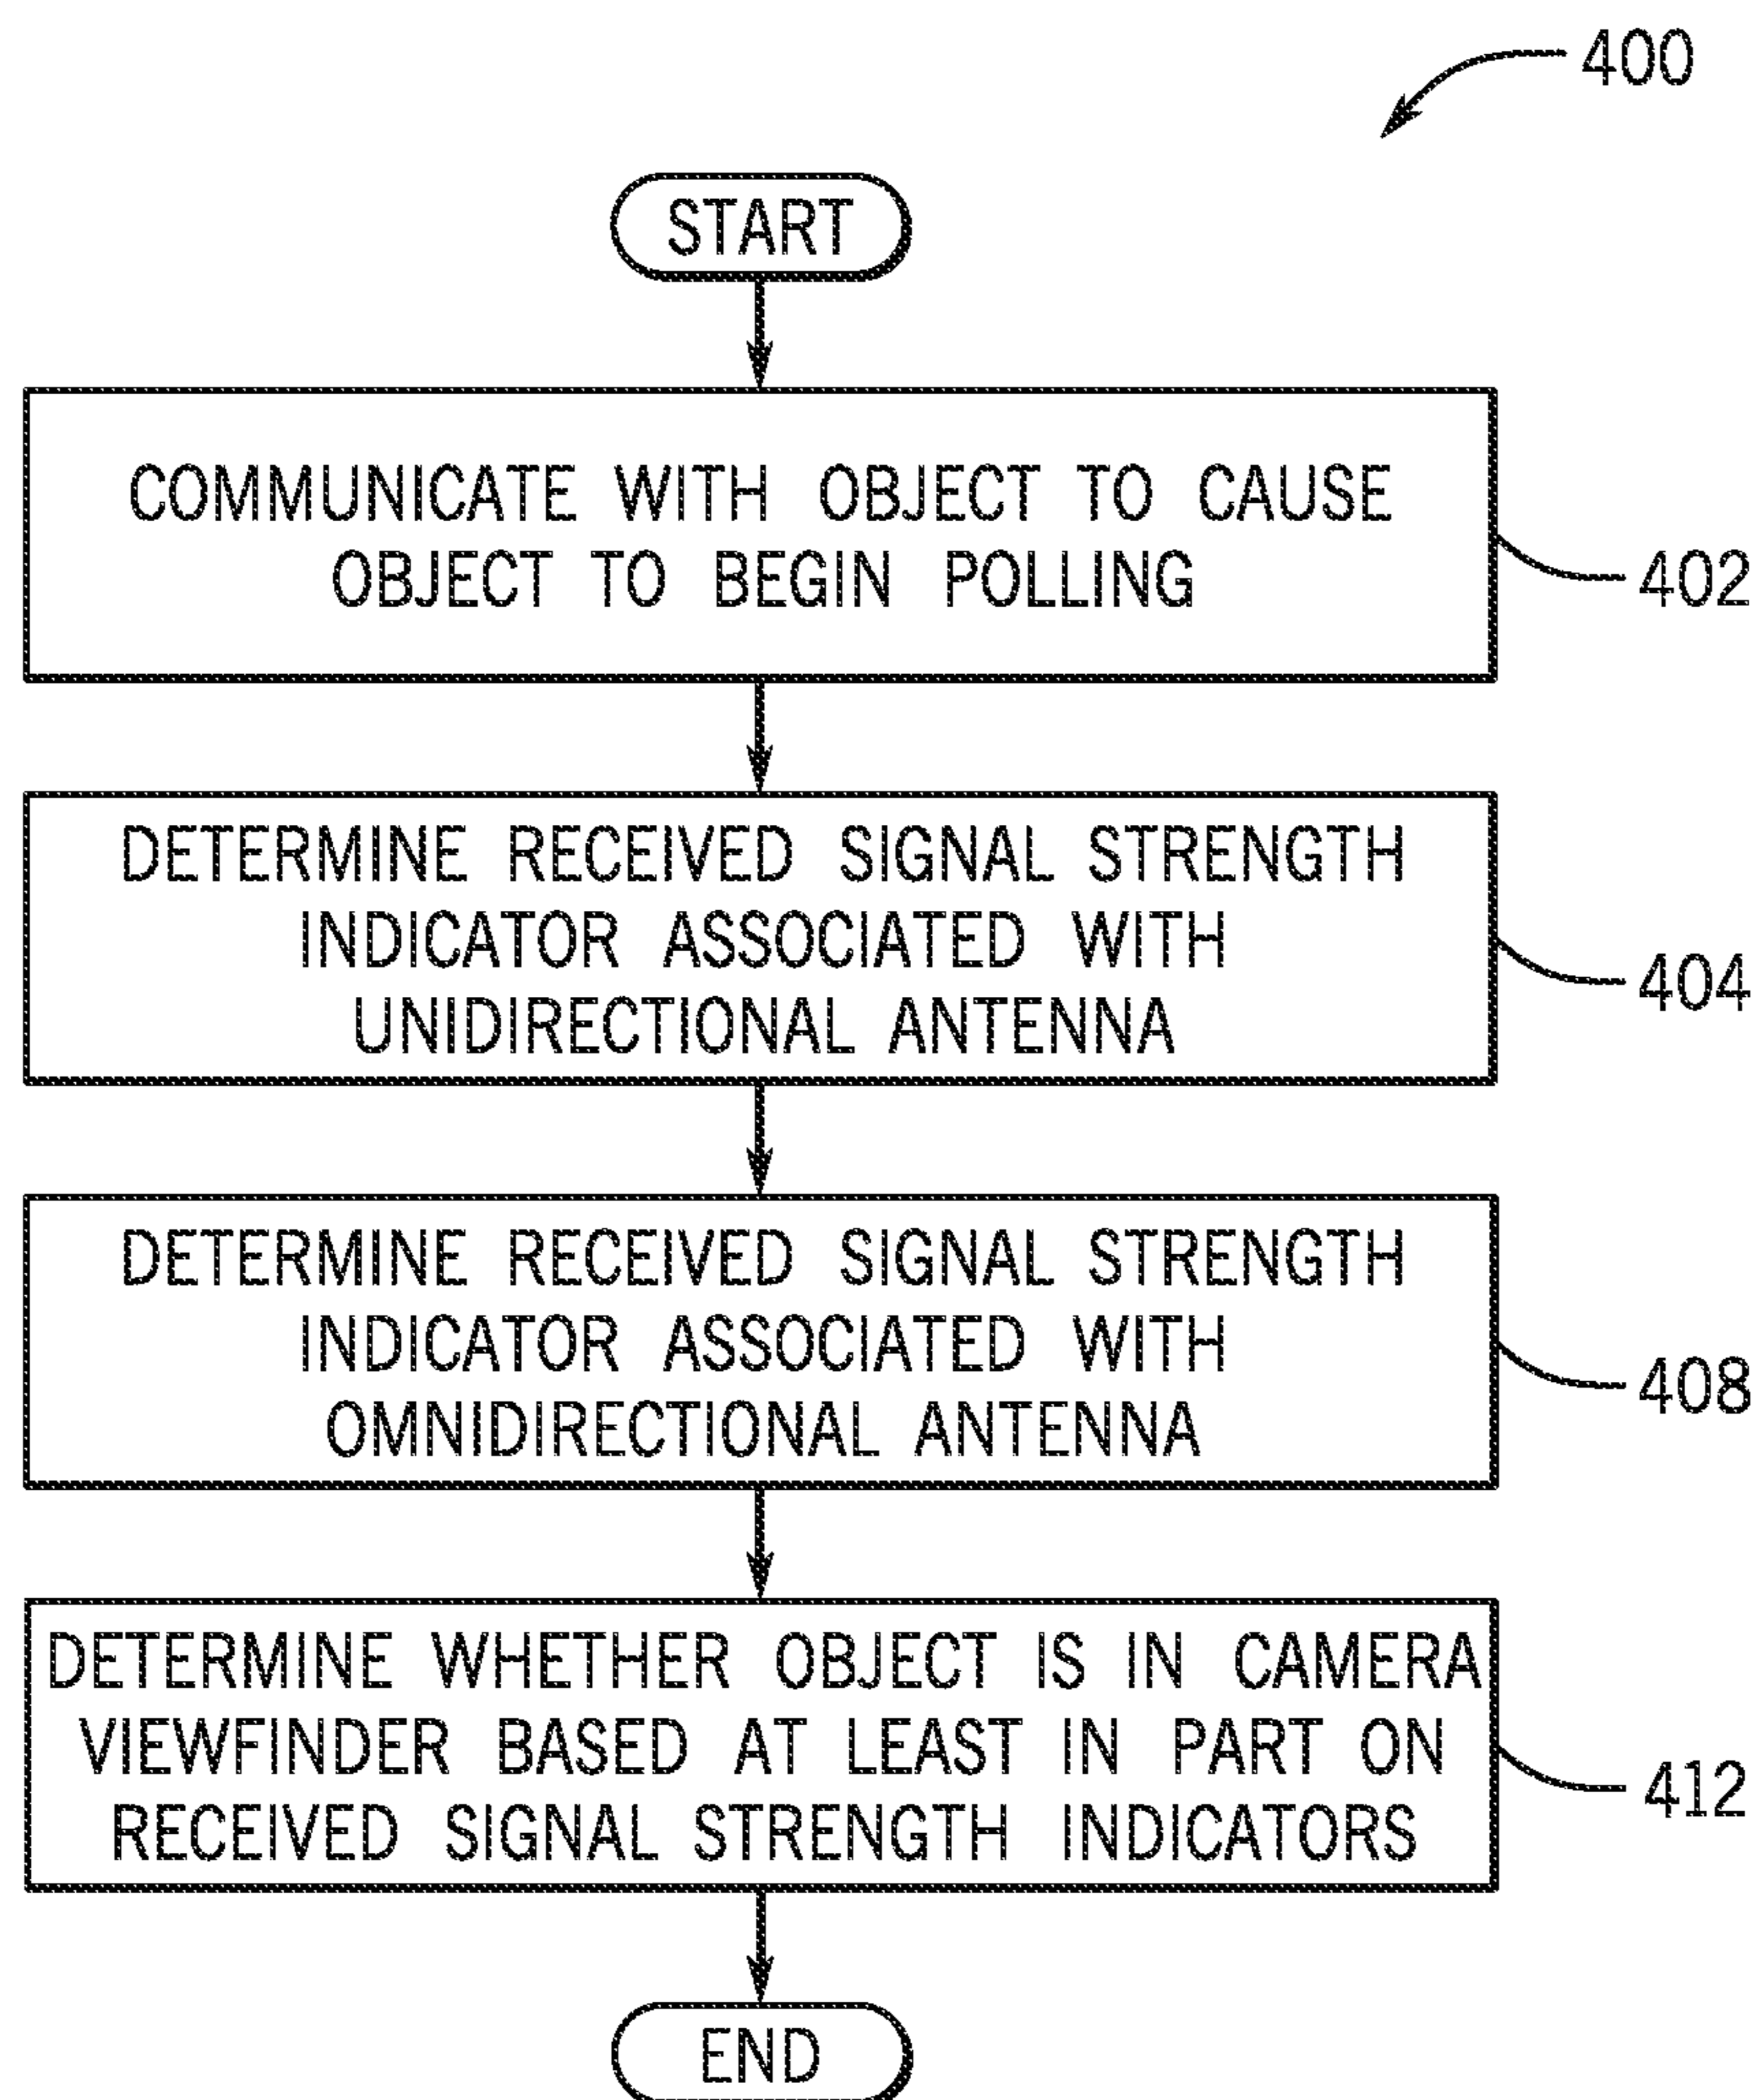 400
START
COMMUNICATE WITH OBJECT TO CAUSE
OBJECT TO BEGIN POLLING
402
DETERMINE RECEIVED SIGNAL STRENGTH
INDICATOR ASSOCIATED WITH
UNIDIRECTIONAL ANTENNA
404
DETERMINE RECEIVED SIGNAL STRENGTH
INDICATOR ASSOCIATED WITH
OMNIDIRECTIONAL ANTENNA
408
DETERMINE WHETHER OBJECT IS IN CAMERA
VIEWFINDER BASED AT LEAST IN PART ON
RECEIVED SIGNAL STRENGTH INDICATORS
412
END